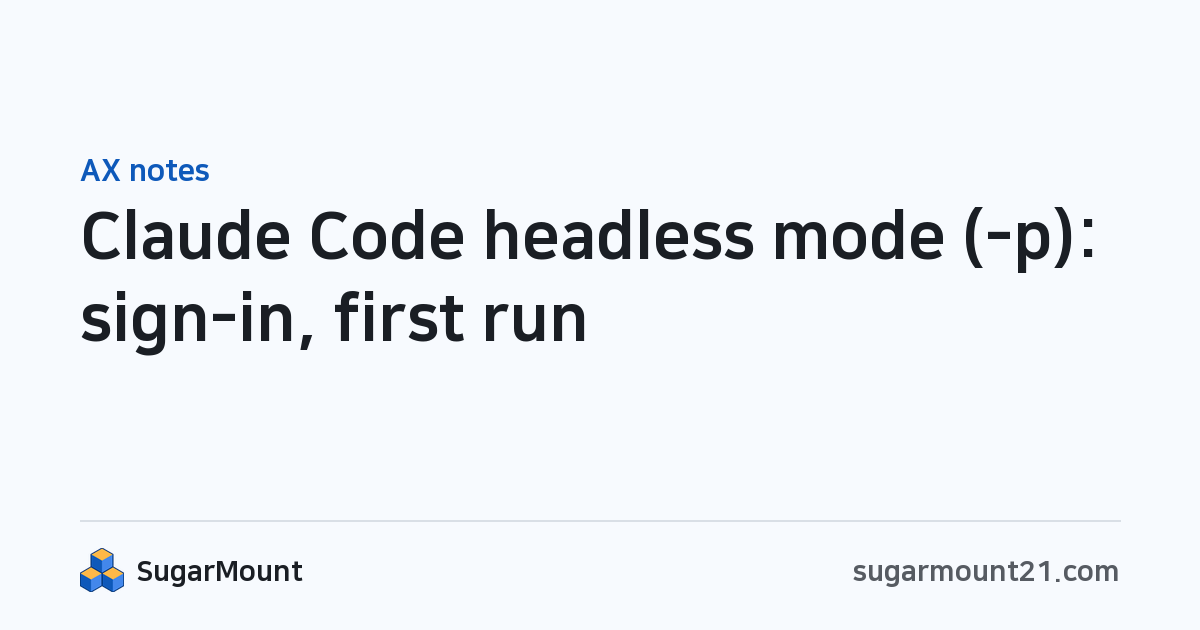 AX notes
Claude Code headless mode (-p):
sign-in, first run
SugarMount
sugarmount21.com